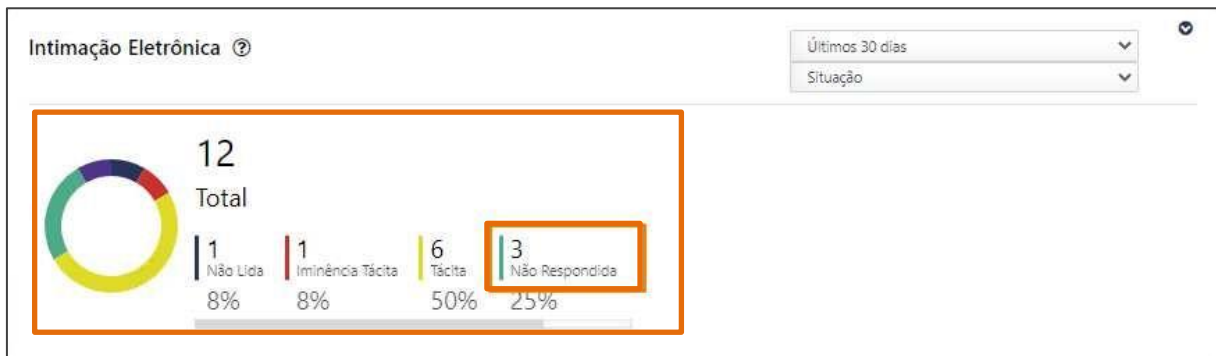 Intimação Eletrônica ?
Últimos 30 dias
Situação
12
Total
1
Não Lida
8%
1
Iminência Tácita
8%
6
Tácita
50%
3
Não Respondida
25%